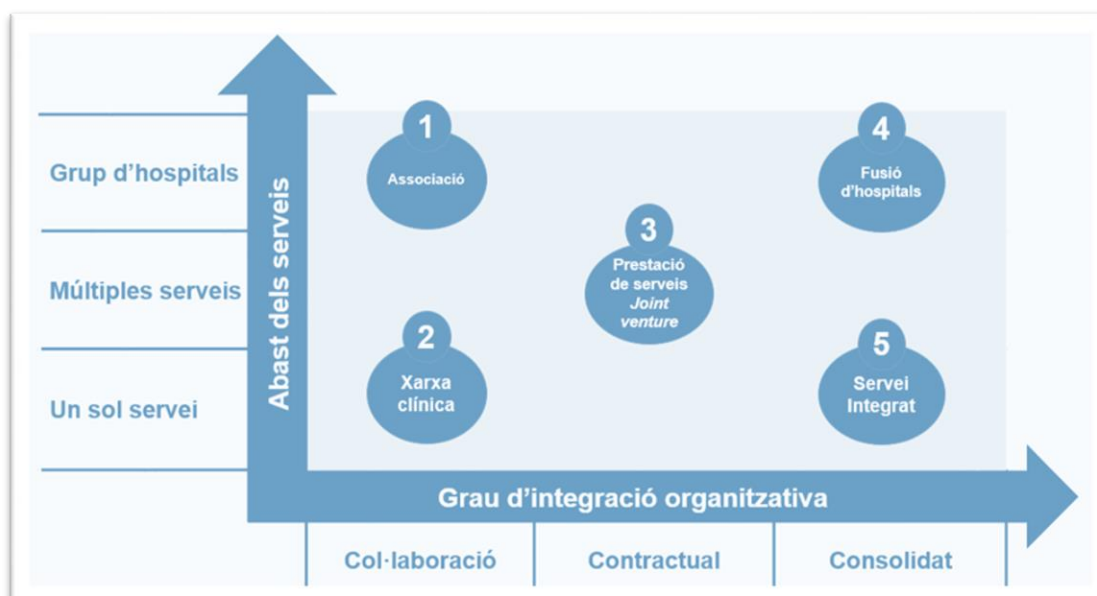 1
Associació
4
Fusió
d'hospitals
Grup d'hospitals
3
Prestació
de serveis
Joint
venture
Múltiples serveis
2
Xarxa
clínica
5
Servei
Integrat
Un sol servei
Abast dels serveis
Grau d'integració organitzativa
Col·laboració
Contractual
Consolidat